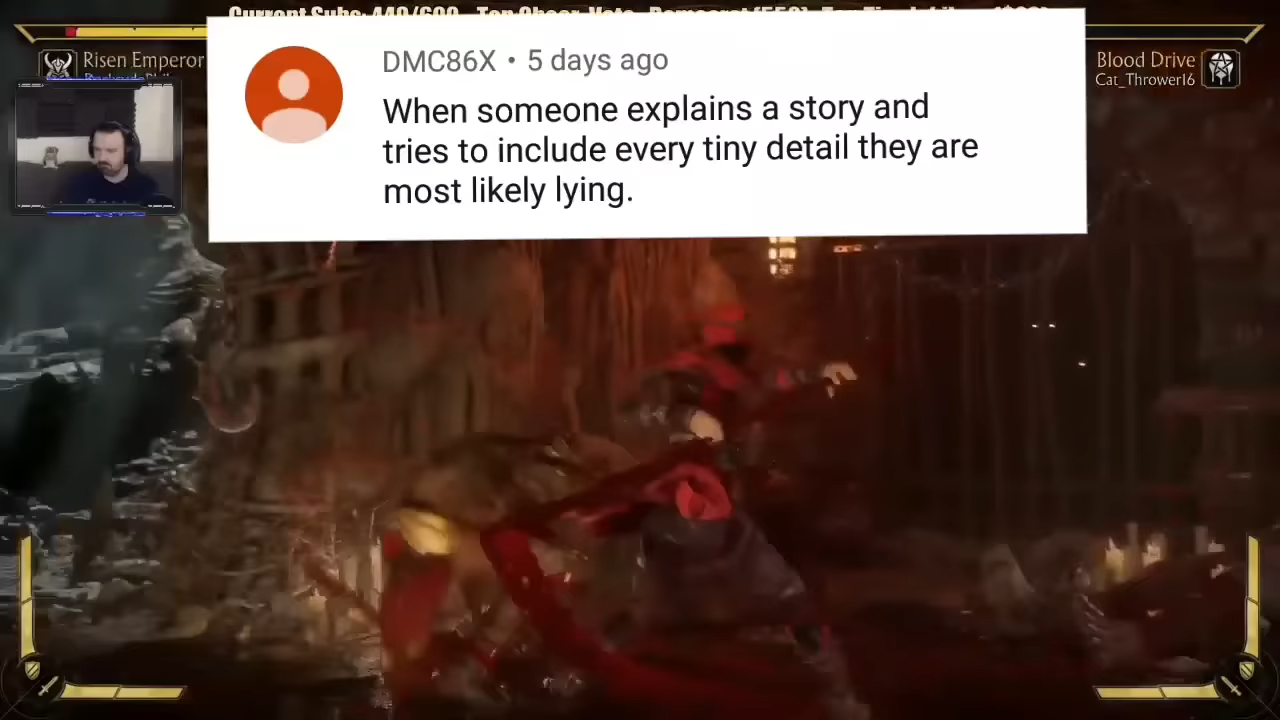 DMC86X • 5 days ago
When someone explains a story and
tries to include every tiny detail they are
most likely lying.
Risen Emperor
Blood Drive
Cat_Thrower16